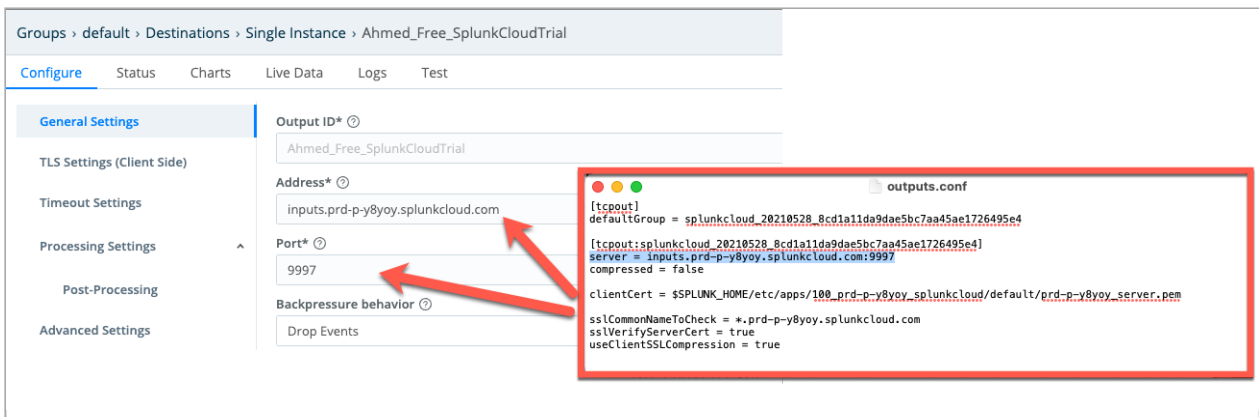 Groups › default › Destinations › Single Instance › Ahmed_Free_SplunkCloudTrial
Configure Status Charts Live Data Logs Test
General Settings
TLS Settings (Client Side)
Timeout Settings
Processing Settings
Post-Processing
Advanced Settings
Output ID*
Ahmed_Free_SplunkCloudTrial
Address*
inputs.prd-p-y8yoy.splunkcloud.com
Port*
9997
Backpressure behavior
Drop Events
outputs.conf
[tcpout]
defaultGroup = splunkcloud_20210528_8cd1a11da9dae5bc7aa45ae1726495e4
[tcpout:splunkcloud_20210528_8cd1a11da9dae5bc7aa45ae1726495e4]
server = inputs.prd-p-y8yoy.splunkcloud.com:9997
compressed = false
clientCert = $SPLUNK_HOME/etc/apps/100_prd-p-y8yoy_splunkcloud/default/prd-p-y8yoy_server.pem
sslCommonNameToCheck = *.prd-p-y8yoy.splunkcloud.com
sslVerifyServerCert = true
useClientSSLCompression = true